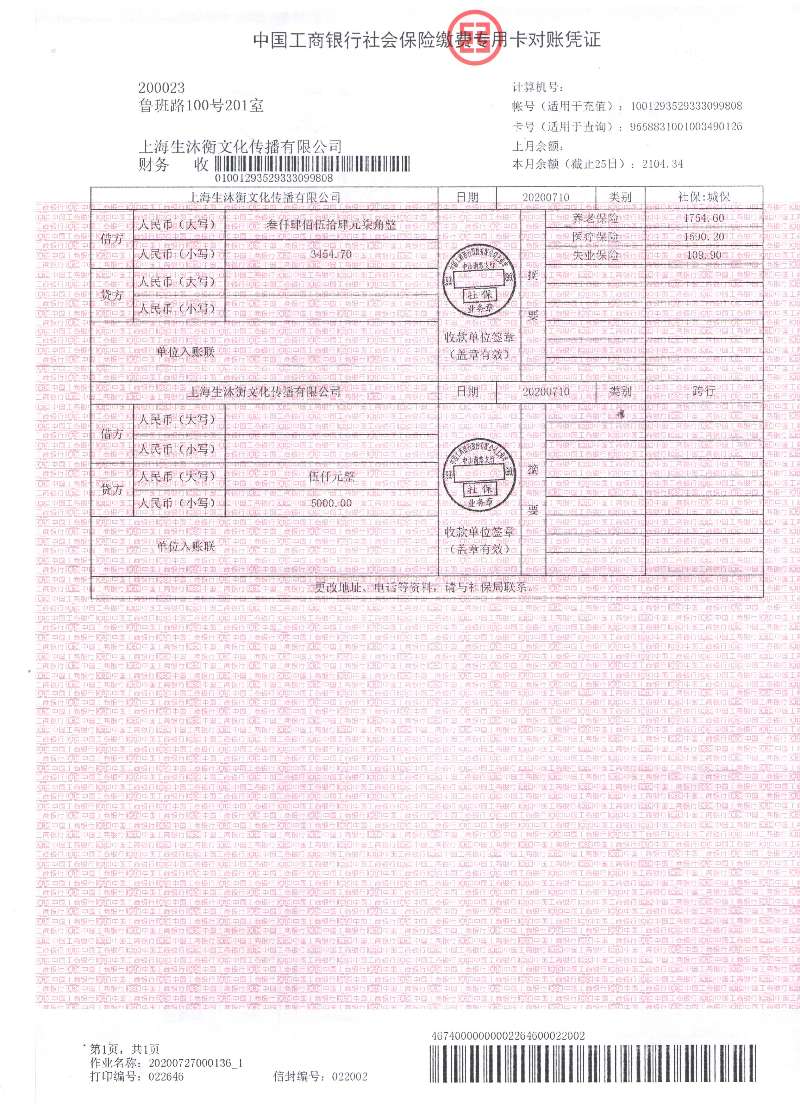 中国工商银行社会保险缴费专用卡对账凭证
200023
鲁班路100号201室
计算机号：
帐号（适用于充值）：1001293529333099808
卡号（适用于查询）：9558831001003490126
上海生沐衡文化传播有限公司
上月余额：
财务 收
本月余额（截止25日）：2104.34
01001293529333099808
上海生沐衡文化传播有限公司 日期 20200710 类别 社保:城保
借方 人民币（大写） 叁仟肆佰伍拾肆元柒角整 养老保险 1754.60
医疗保险 1590.20
人民币（小写） 3454.70 失业保险 109.90
贷方 人民币（大写） 摘
人民币（小写） 要
社保
业务章
单位入账联 收款单位签章
（盖章有效）
上海生沐衡文化传播有限公司 日期 20200710 类别 跨行
借方 人民币（大写）
人民币（小写）
贷方 人民币（大写） 伍仟元整 摘
人民币（小写） 5000.00 要
社保
业务章
单位入账联 收款单位签章
（盖章有效）
更改地址、电话等资料，请与社保局联系。
46740000000002264600022002
第1页，共1页
作业名称：20200727000136_1
打印编号：022646 信封编号：022002